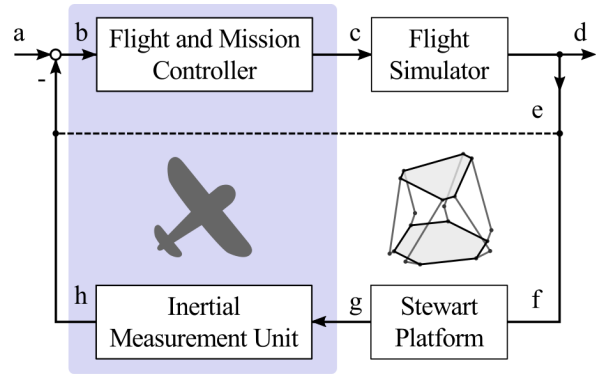 a
b
Flight and Mission
Controller
c
Flight
Simulator
d
-
e
h
Inertial
Measurement Unit
g
Stewart
Platform
f